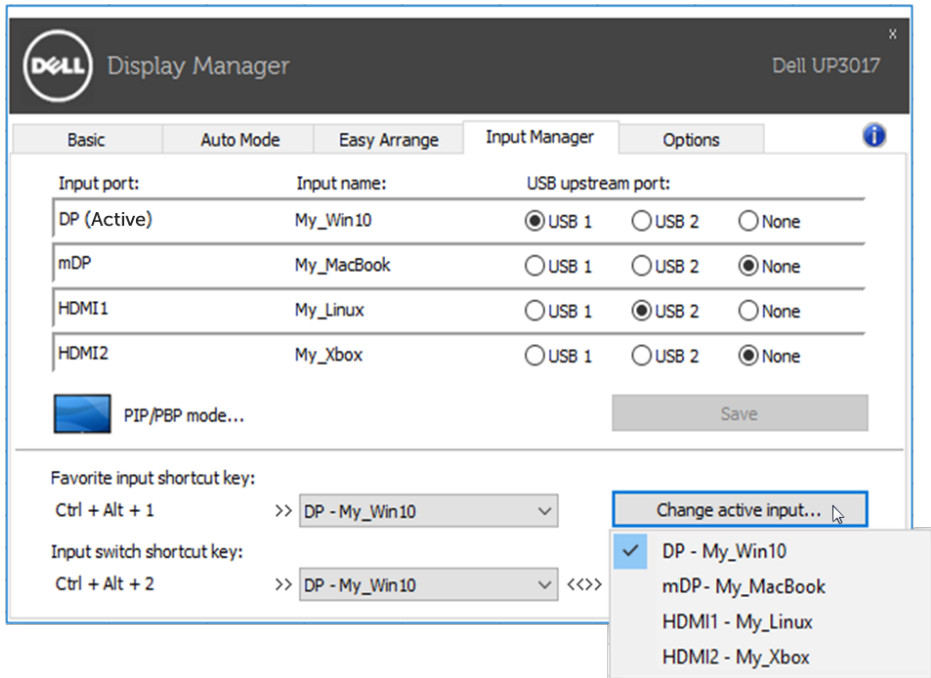 x
DELL Display Manager Dell UP3017
Basic Auto Mode Easy Arrange Input Manager Options i
Input port: Input name: USB upstream port:
DP (Active) My_Win10 USB 1 USB 2 None
mDP My_MacBook USB 1 USB 2 None
HDMI1 My_Linux USB 1 USB 2 None
HDMI2 My_Xbox USB 1 USB 2 None
PIP/PBP mode... Save
Favorite input shortcut key:
Ctrl + Alt + 1 >> DP - My_Win10 Change active input...
Input switch shortcut key:
Ctrl + Alt + 2 >> DP - My_Win10 <<>>
DP - My_Win10
mDP- My_MacBook
HDMI1 - My_Linux
HDMI2 - My_Xbox